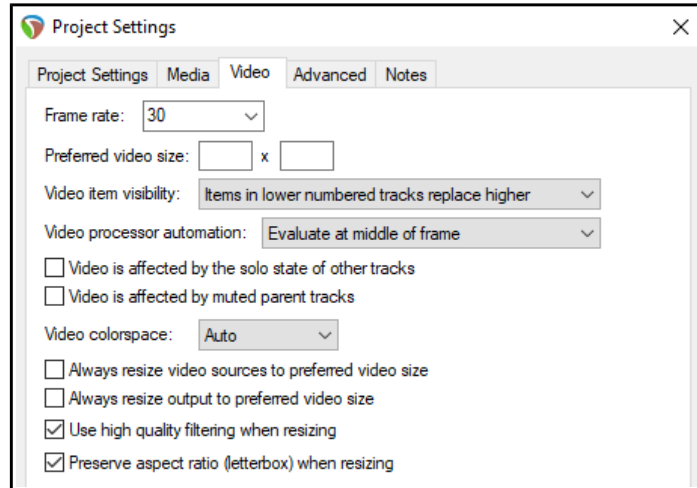 Project Settings
Project Settings Media Video Advanced Notes
Frame rate: 30
Preferred video size: x
Video item visibility: Items in lower numbered tracks replace higher
Video processor automation: Evaluate at middle of frame
Video is affected by the solo state of other tracks
Video is affected by muted parent tracks
Video colorspace: Auto
Always resize video sources to preferred video size
Always resize output to preferred video size
Use high quality filtering when resizing
Preserve aspect ratio (letterbox) when resizing